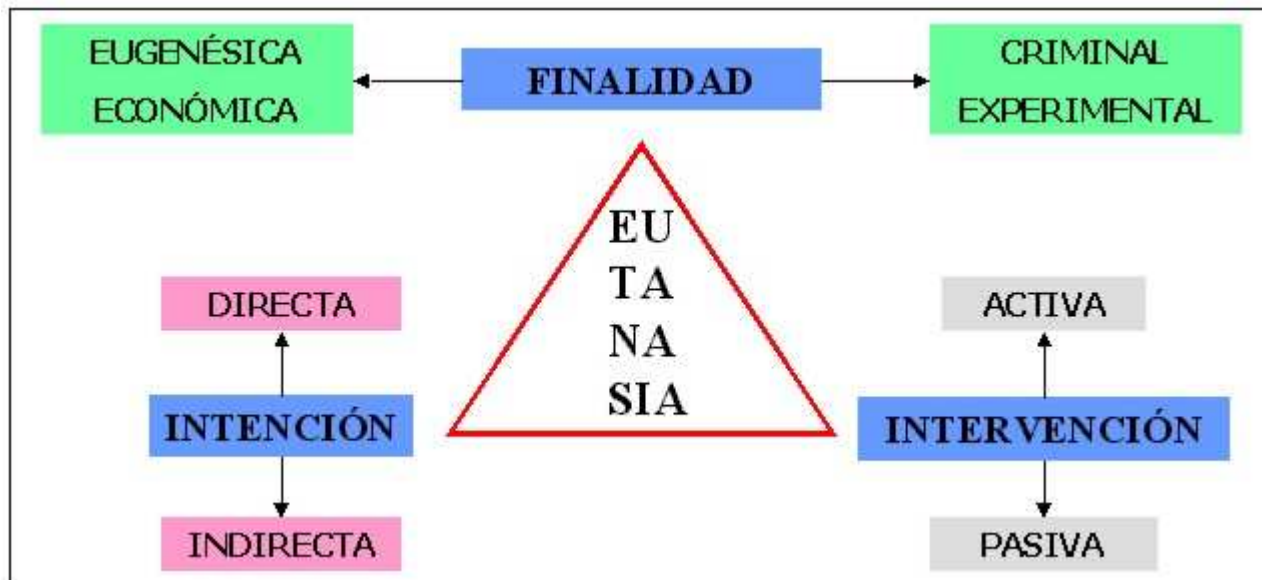 EUGENÉSICA
ECONÓMICA
FINALIDAD
CRIMINAL
EXPERIMENTAL
EU
TA
NA
SIA
DIRECTA
INTENCIÓN
INDIRECTA
ACTIVA
INTERVENCIÓN
PASIVA